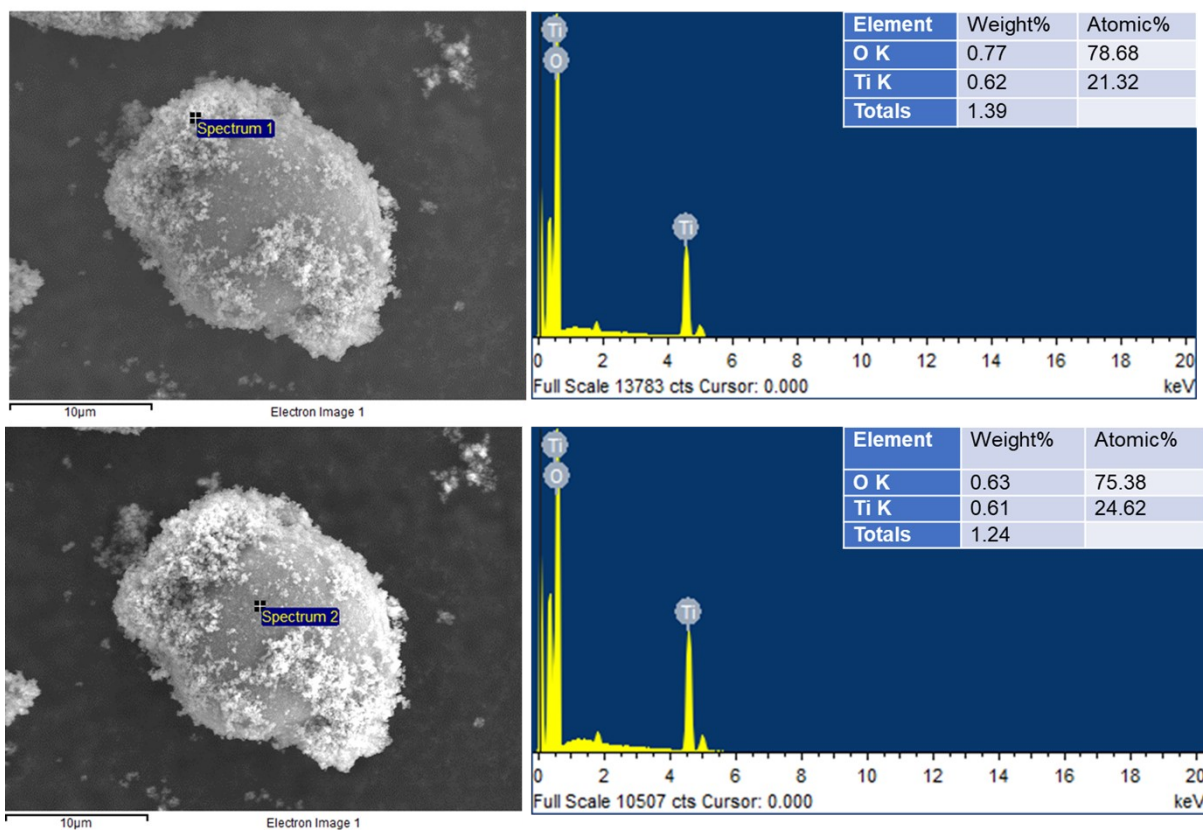 Spectrum 1
10µm
Electron Image 1
Ti
O
Ti
Element Weight% Atomic%
O K 0.77 78.68
Ti K 0.62 21.32
Totals 1.39
0 2 4 6 8 10 12 14 16 18 20
Full Scale 13783 cts Cursor: 0.000 keV
Spectrum 2
10µm
Electron Image 1
Ti
O
Ti
Element Weight% Atomic%
O K 0.63 75.38
Ti K 0.61 24.62
Totals 1.24
0 2 4 6 8 10 12 14 16 18 20
Full Scale 10507 cts Cursor: 0.000 keV